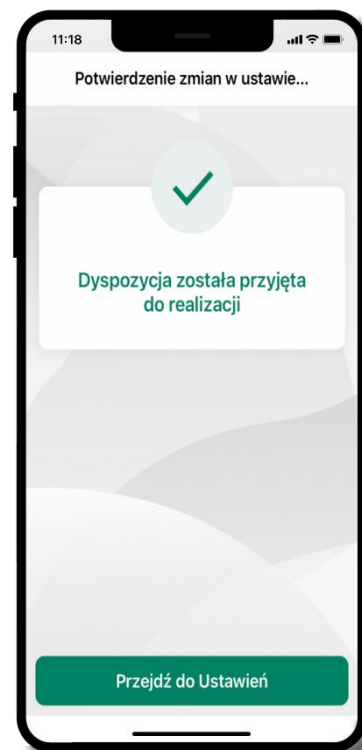 11:18
Potwierdzenie zmian w ustawie...
Dyspozycja została przyjęta
do realizacji
Przejdź do Ustawień